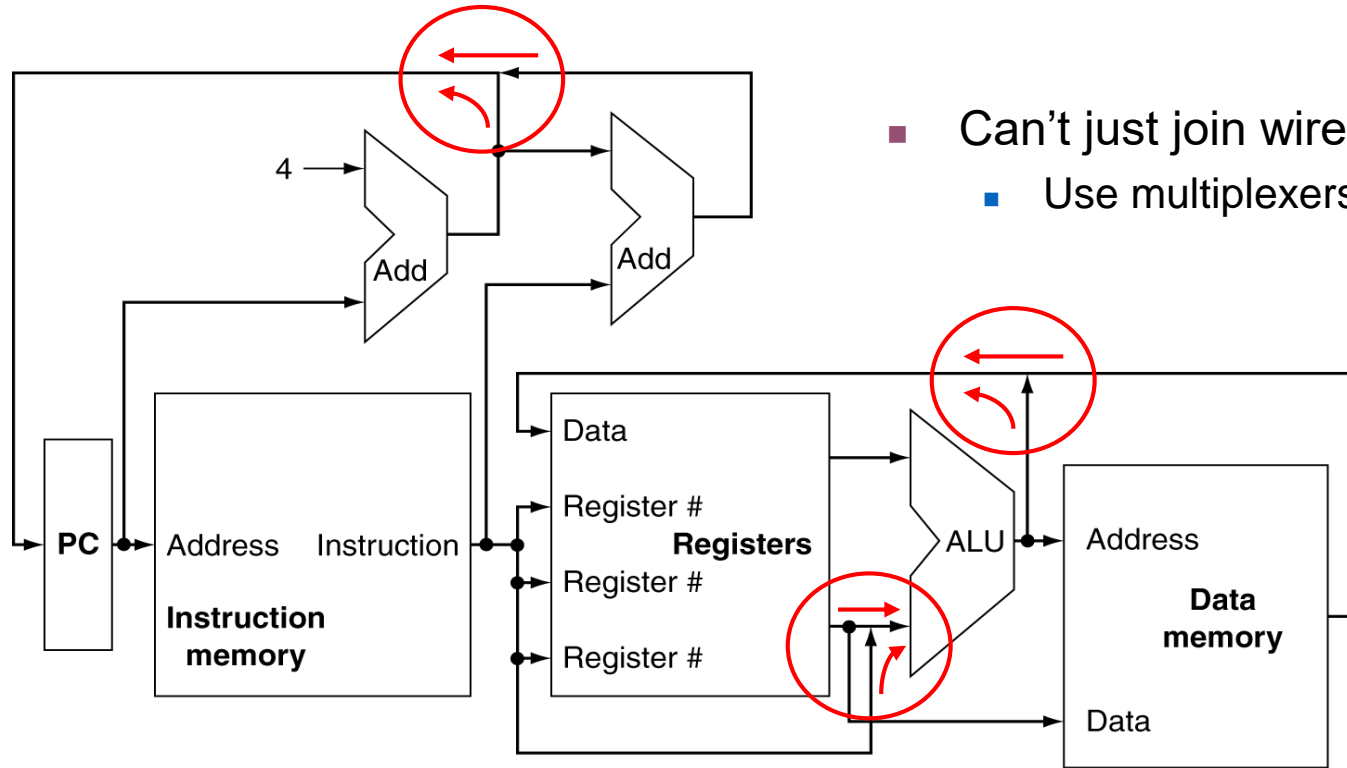 Can't just join wire
Use multiplexers
4
Add
Add
Data
Register #
PC
Address
Instruction
Registers
ALU
Address
Register #
Data
memory
Instruction
memory
Register #
Data